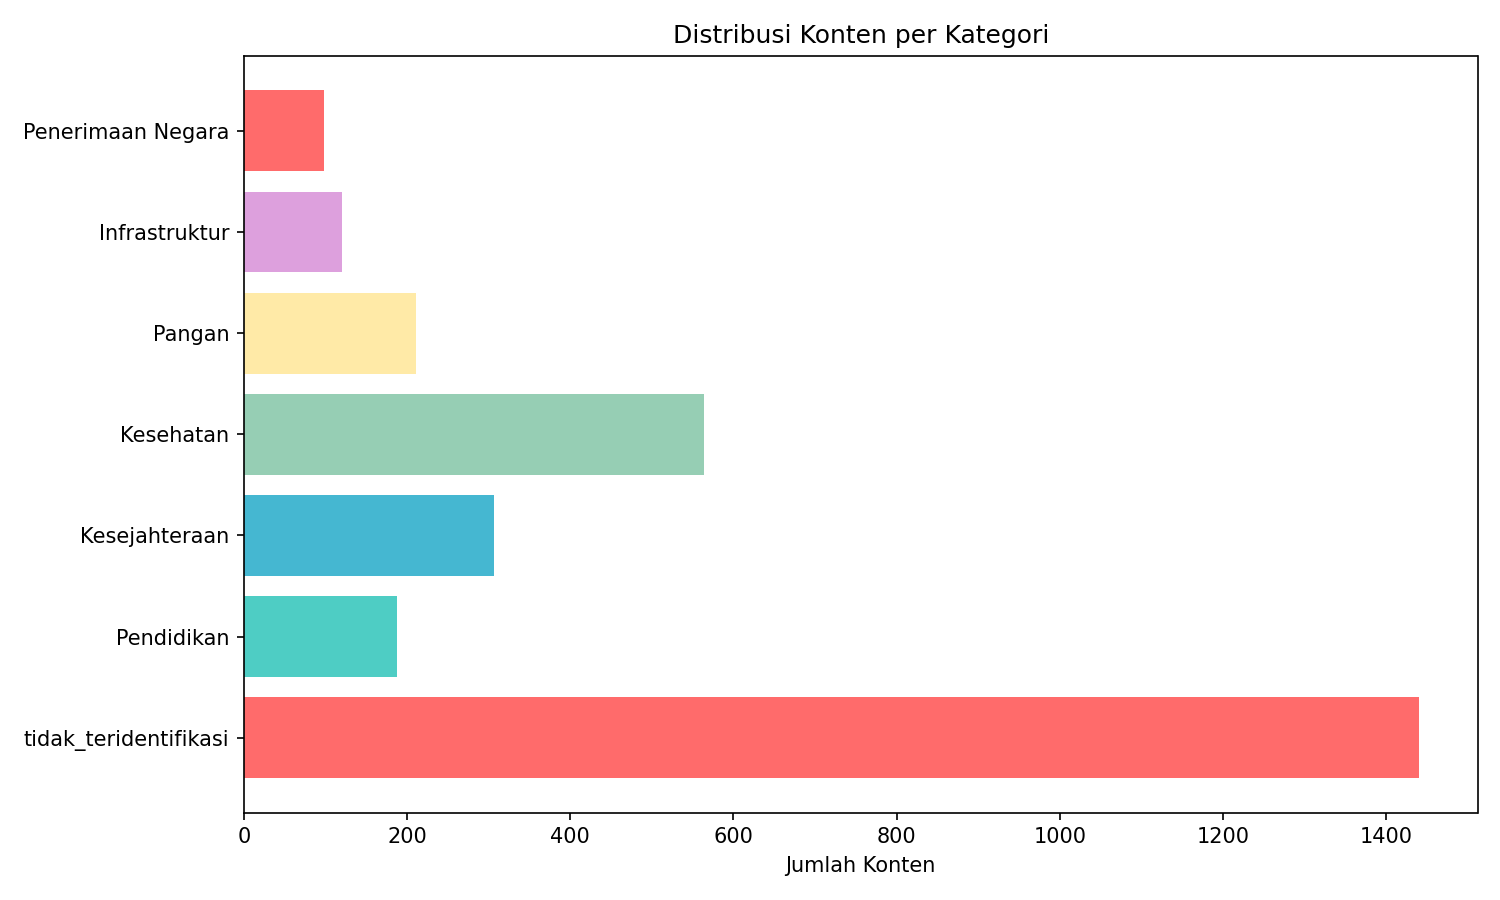 Distribusi Konten per Kategori
Penerimaan Negara
Infrastruktur
Pangan
Kesehatan
Kesejahteraan
Pendidikan
tidak_teridentifikasi
0 200 400 600 800 1000 1200 1400
Jumlah Konten